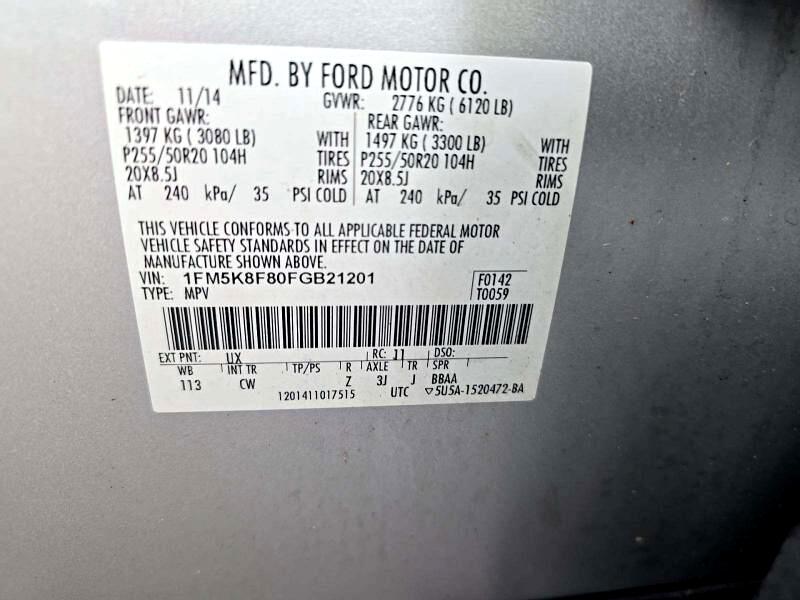 MFD. BY FORD MOTOR CO.
DATE: 11/14 GVWR: 2776 KG ( 6120 LB)
FRONT GAWR: REAR GAWR:
1397 KG ( 3080 LB) WITH 1497 KG ( 3300 LB) WITH
P255/50R20 104H TIRES P255/50R20 104H TIRES
20X8.5J RIMS 20X8.5J RIMS
AT 240 kPa/ 35 PSI COLD AT 240 kPa/ 35 PSI COLD
THIS VEHICLE CONFORMS TO ALL APPLICABLE FEDERAL MOTOR
VEHICLE SAFETY STANDARDS IN EFFECT ON THE DATE OF
MANUFACTURE SHOWN ABOVE.
VIN: 1FM5K8F80FGB21201 F0142
TYPE: MPV T0059
EXT PNT: UX RC: 11 DSO:
WB INT TR TP/PS R AXLE TR SPR
113 CW Z 3J J BBAA
1201411017515 UTC ▽5U5A-1520472-BA